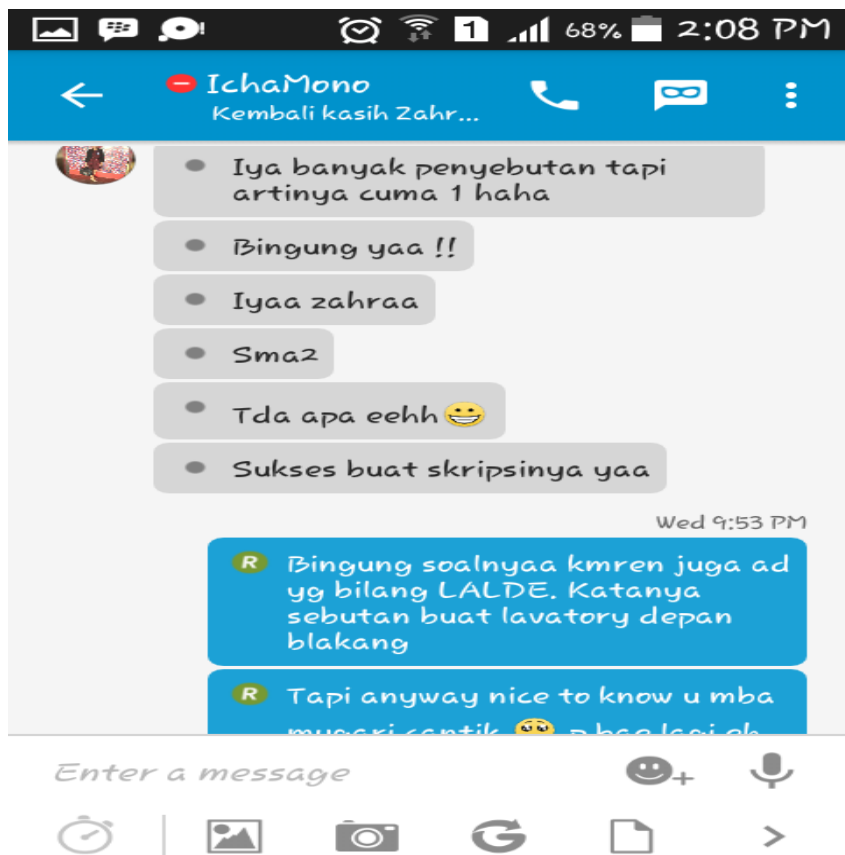 1 68% 2:08 PM
IchaMono
Kembali kasih Zahr...
Iya banyak penyebutan tapi
artinya cuma 1 haha
Bingung yaa !!
Iyaa zahraa
Sma2
Tda apa eehh
Sukses buat skripsinya yaa
Wed 9:53 PM
R Bingung soalnyaa kmren juga ad
yg bilang LALDE. Katanya
sebutan buat lavatory depan
blakang
R Tapi anyway nice to know u mba
cantik
Enter a message